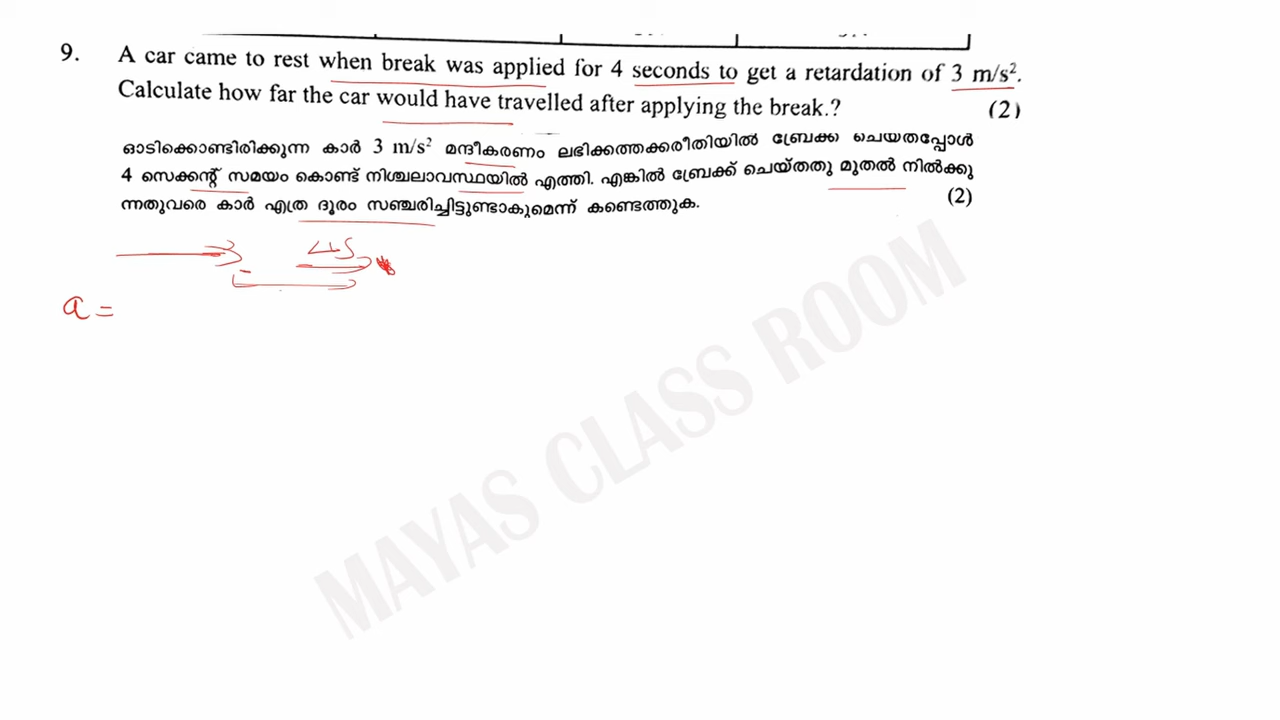 9. A car came to rest when break was applied for 4 seconds to get a retardation of 3 m/s².
Calculate how far the car would have travelled after applying the break.? (2)
ഓടിക്കൊണ്ടിരിക്കുന്ന കാർ 3 m/s² മന്ദീകരണം ലഭിക്കത്തക്കരീതിയിൽ ബ്രേക്ക ചെയതപ്പോൾ
4 സെക്കന്റ് സമയം കൊണ്ട് നിശ്ചലാവസ്ഥയിൽ എത്തി. എങ്കിൽ ബ്രേക്ക് ചെയ്തതു മുതൽ നിൽക്കു
ന്നതുവരെ കാർ എത്ര ദൂരം സഞ്ചരിച്ചിട്ടുണ്ടാകുമെന്ന് കണ്ടെത്തുക. (2)
4S
a =
MAYAS CLASS ROOM